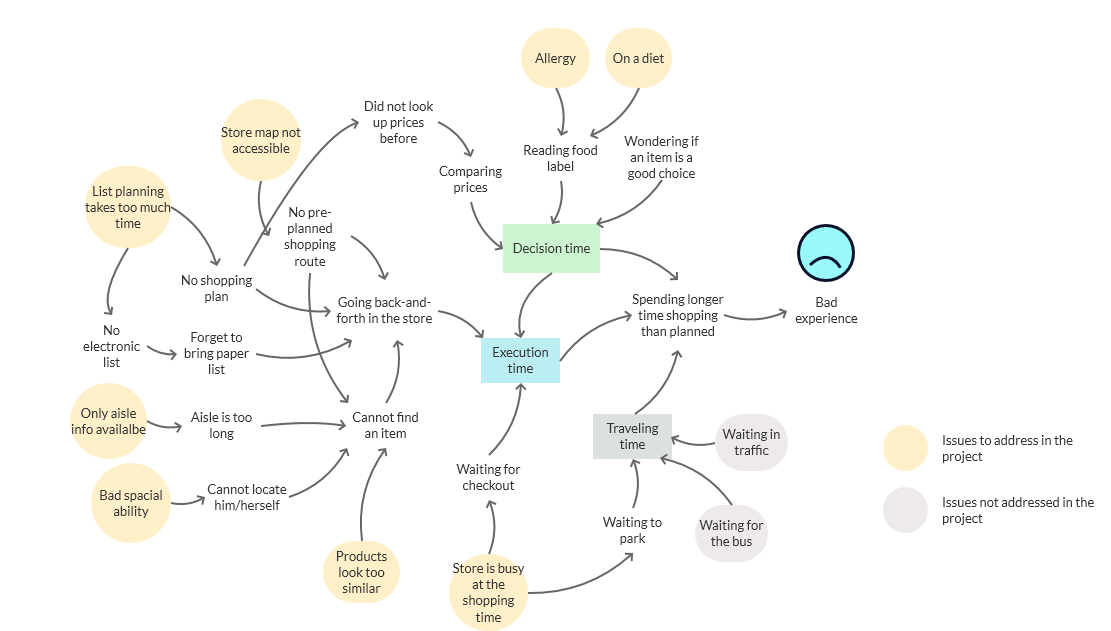 Allergy
On a diet
Did not look
up prices
before
Store map not
accessible
Reading food
label
Wondering if
an item is a
good choice
Comparing
prices
List planning
takes too much
time
No pre-
planned
shopping
route
Decision time
No shopping
plan
Going back-and-
forth in the store
Spending longer
time shopping
than planned
Bad
experience
No
electronic
list
Forget to
bring paper
list
Execution
time
Only aisle
info availalbe
Aisle is too
long
Cannot find
an item
Traveling
time
Waiting in
traffic
Issues to address in the
project
Bad spacial
ability
Cannot locate
him/herself
Waiting for
checkout
Issues not addressed in the
project
Waiting to
park
Waiting for
the bus
Products
look too
similar
Store is busy
at the
shopping
time